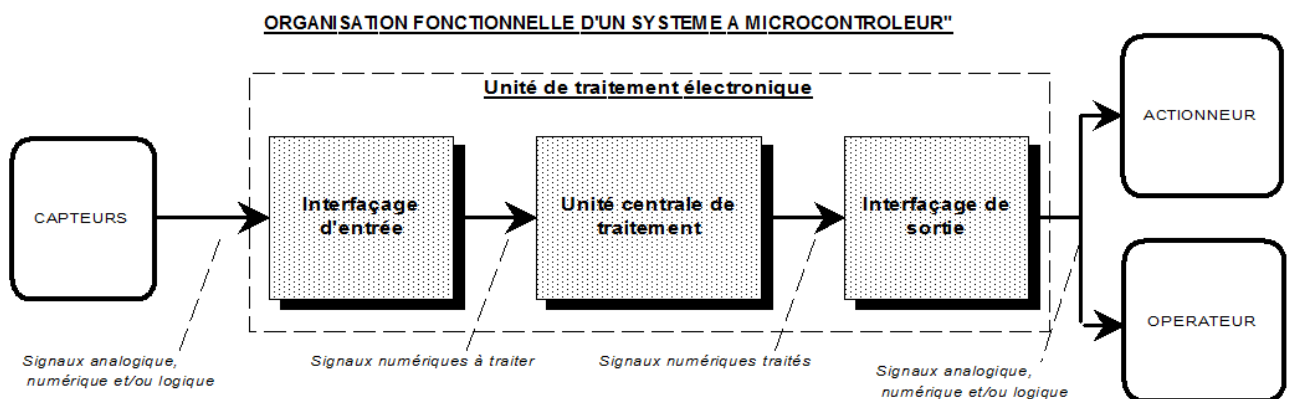 ORGANISATION FONCTIONNELLE D'UN SYSTEME A MICROCONTROLEUR"
Unité de traitement électronique
CAPTEURS
Interfaçage
d'entrée
Unité centrale de
traitement
Interfaçage de
sortie
ACTIONNEUR
OPERATEUR
Signaux analogique,
numérique et/ou logique
Signaux numériques à traiter
Signaux numériques traités
Signaux analogique,
numérique et/ou logique